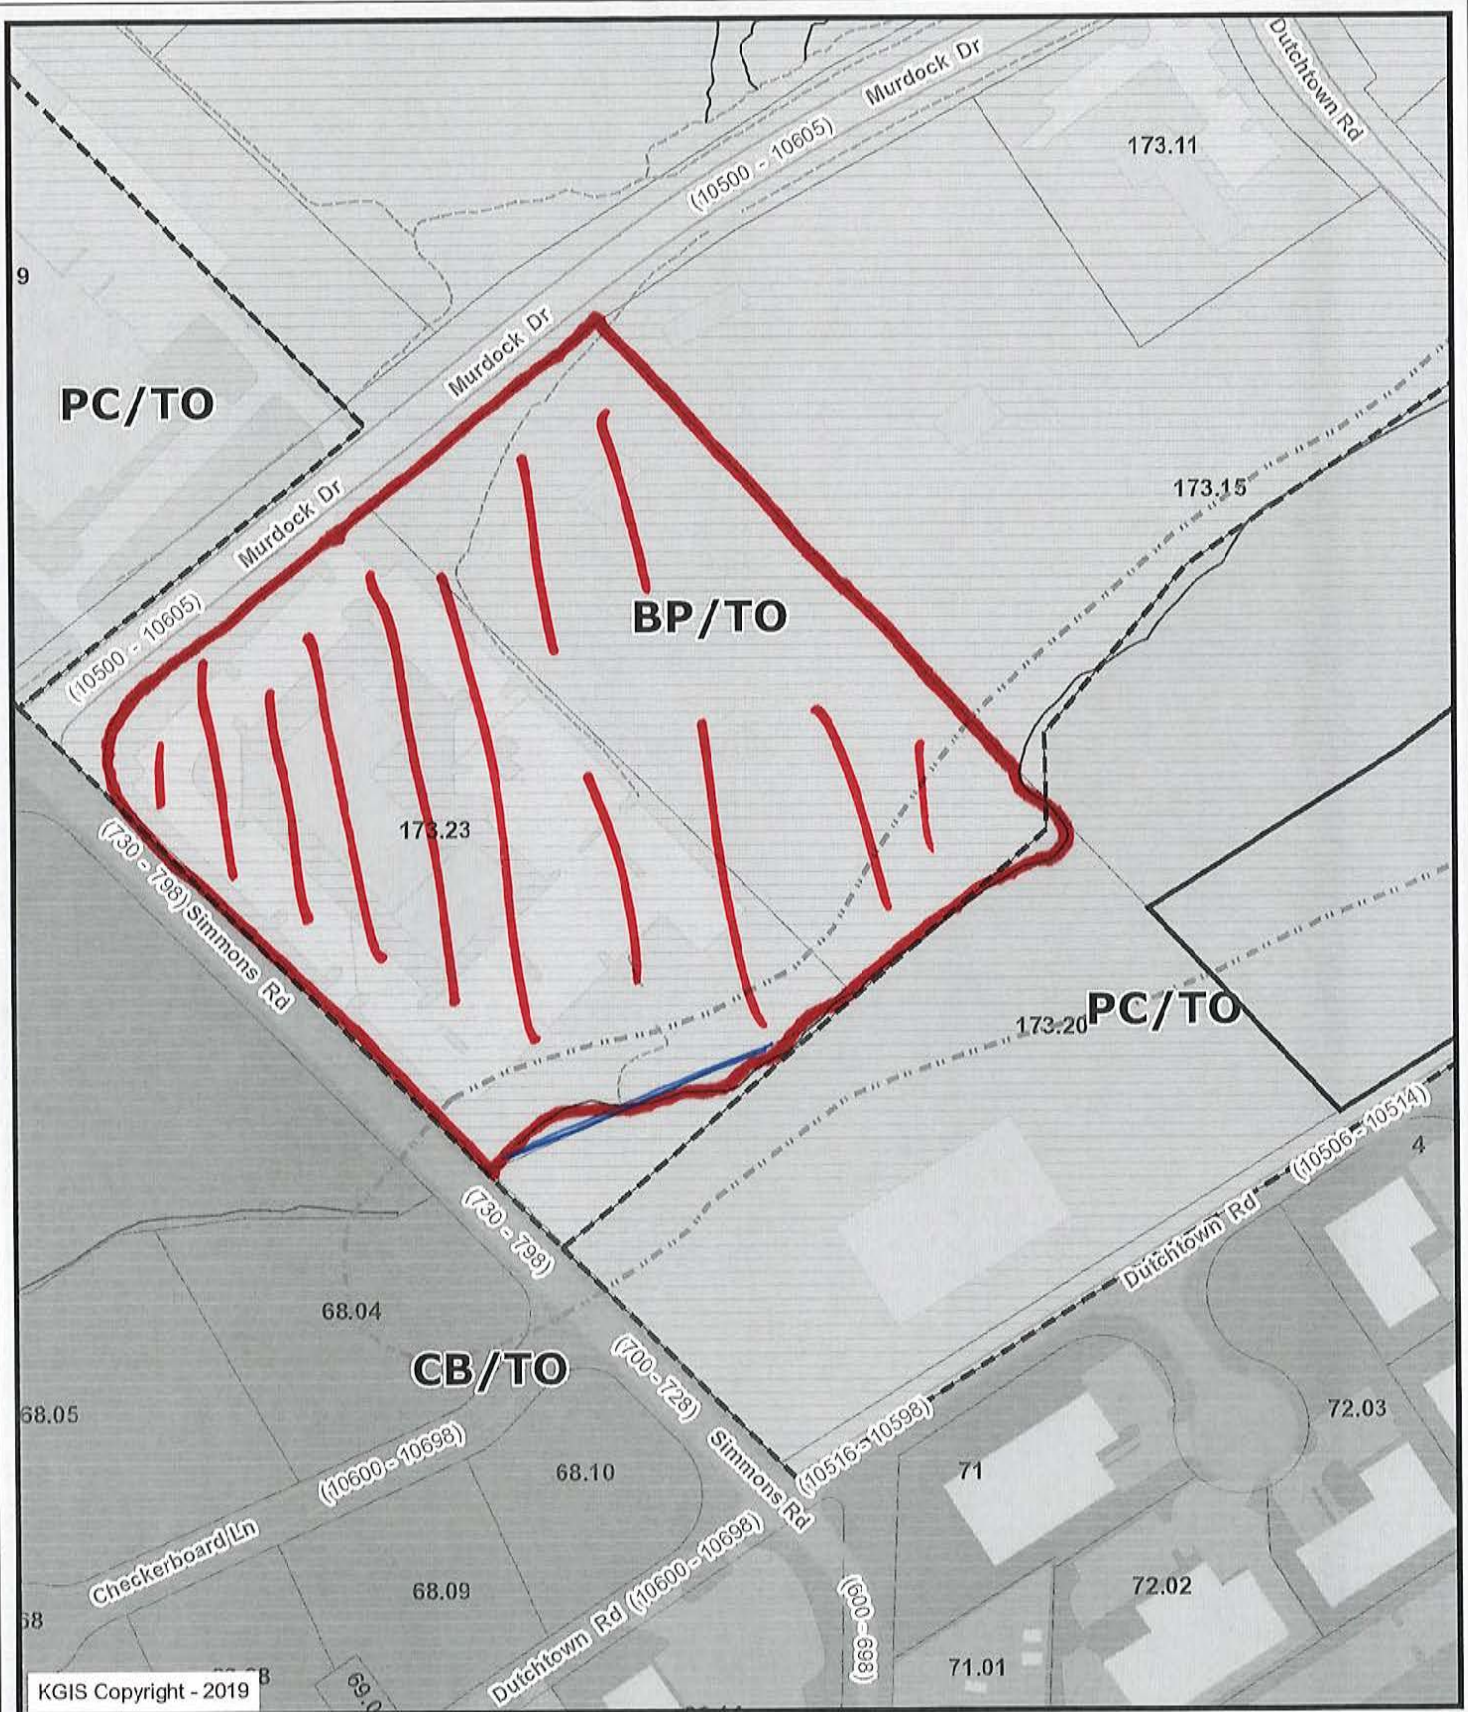 Murdock Dr
Dutchtown Rd
173.11
(10500 - 10605)
9
Murdock Dr
PC/TO
173.15
Murdock Dr
BP/TO
(10500 - 10605)
173.23
(730 - 798)
Simmons Rd
PC/TO
173.20
(10506 - 10514)
4
(730 - 798)
Dutchtown Rd
68.04
CB/TO
(700 - 728)
68.05
72.03
(10516 - 10598)
(10600 - 10698)
68.10
Simmons Rd
71
Checkerboard Ln
(10600 - 10698)
68.09
72.02
68
(600 - 698)
Dutchtown Rd
71.01
KGIS Copyright - 2019